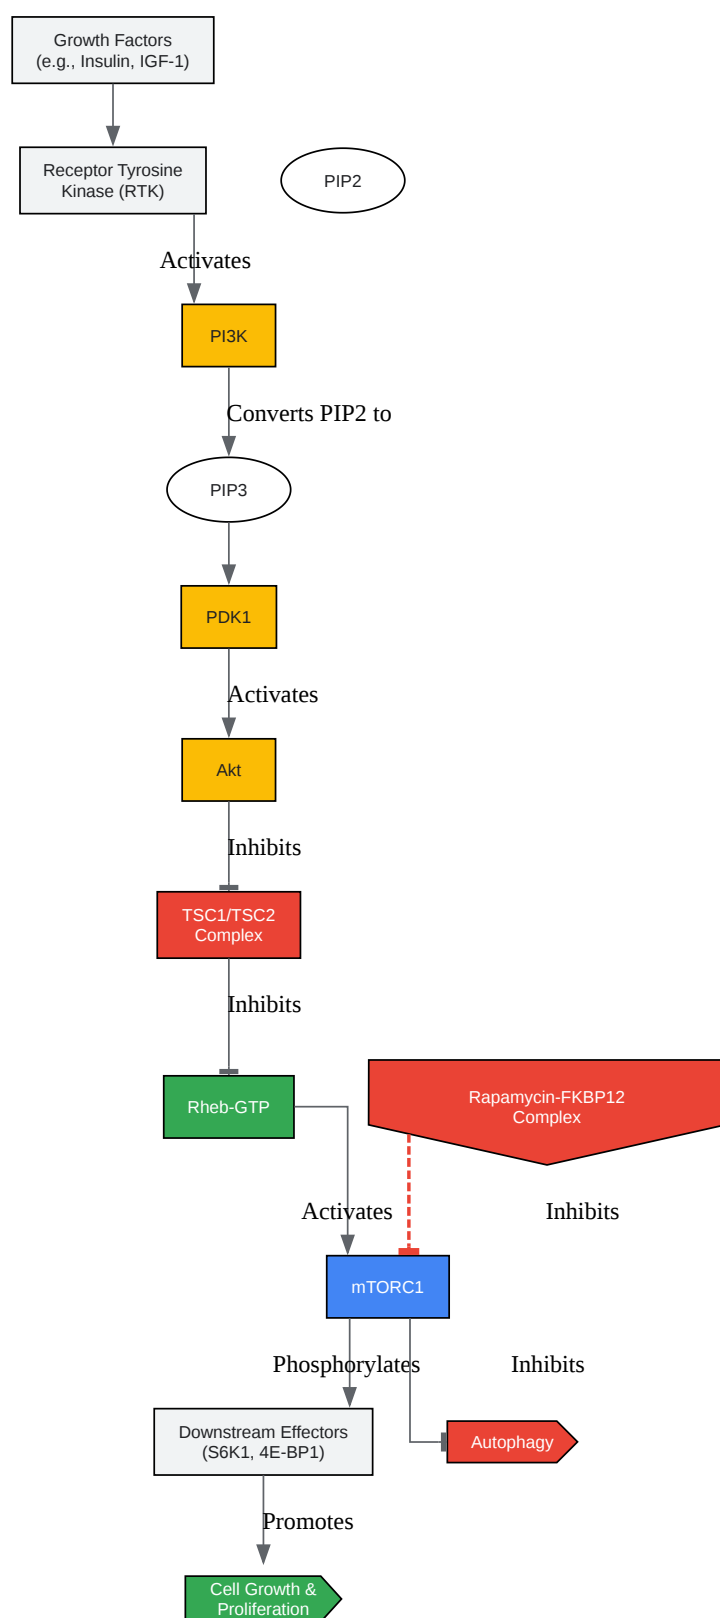 Growth Factors
(e.g., Insulin, IGF-1)
Receptor Tyrosine
Kinase (RTK)
PIP2
Activates
PI3K
Converts PIP2 to
PIP3
PDK1
Activates
Akt
Inhibits
TSC1/TSC2
Complex
Inhibits
Rheb-GTP
Rapamycin-FKBP12
Complex
Activates
Inhibits
mTORC1
Phosphorylates
Inhibits
Downstream Effectors
(S6K1, 4E-BP1)
Autophagy
Promotes
Cell Growth &
Proliferation